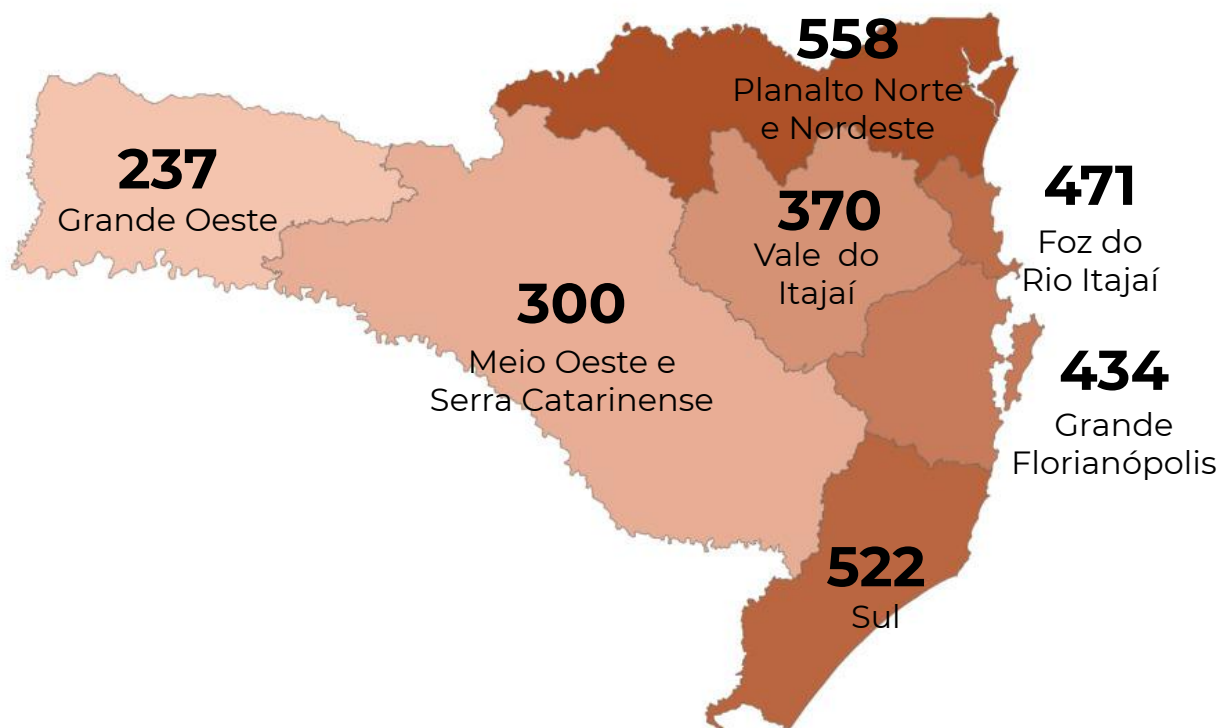 558
Planalto Norte
e Nordeste
237
Grande Oeste
471
Foz do
Rio Itajaí
370
Vale do
Itajaí
300
Meio Oeste e
Serra Catarinense
434
Grande
Florianópolis
522
Sul